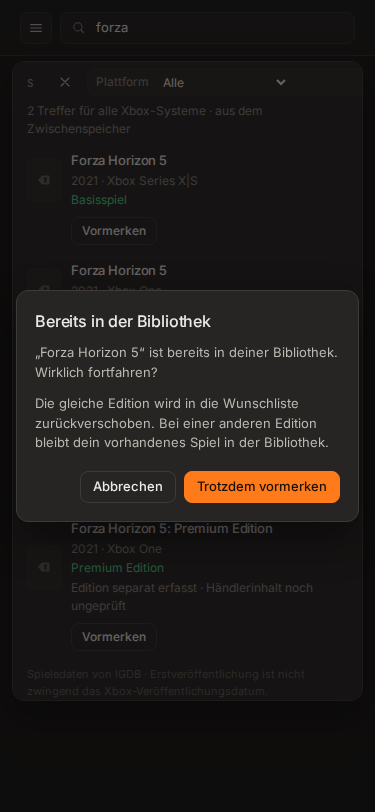 forza
S
Plattform Alle
2 Treffer für alle Xbox-Systeme · aus dem
Zwischenspeicher
Forza Horizon 5
2021 · Xbox Series X|S
Basisspiel
Vormerken
Forza Horizon 5
2021 · Xbox One
Bereits in der Bibliothek
„Forza Horizon 5“ ist bereits in deiner Bibliothek.
Wirklich fortfahren?
Die gleiche Edition wird in die Wunschliste
zurückverschoben. Bei einer anderen Edition
bleibt dein vorhandenes Spiel in der Bibliothek.
Abbrechen
Trotzdem vormerken
Forza Horizon 5: Premium Edition
2021 · Xbox One
Premium Edition
Edition separat erfasst · Händlerinhalt noch
ungeprüft
Vormerken
Spieledaten von IGDB · Erstveröffentlichung ist nicht
zwingend das Xbox-Veröffentlichungsdatum.